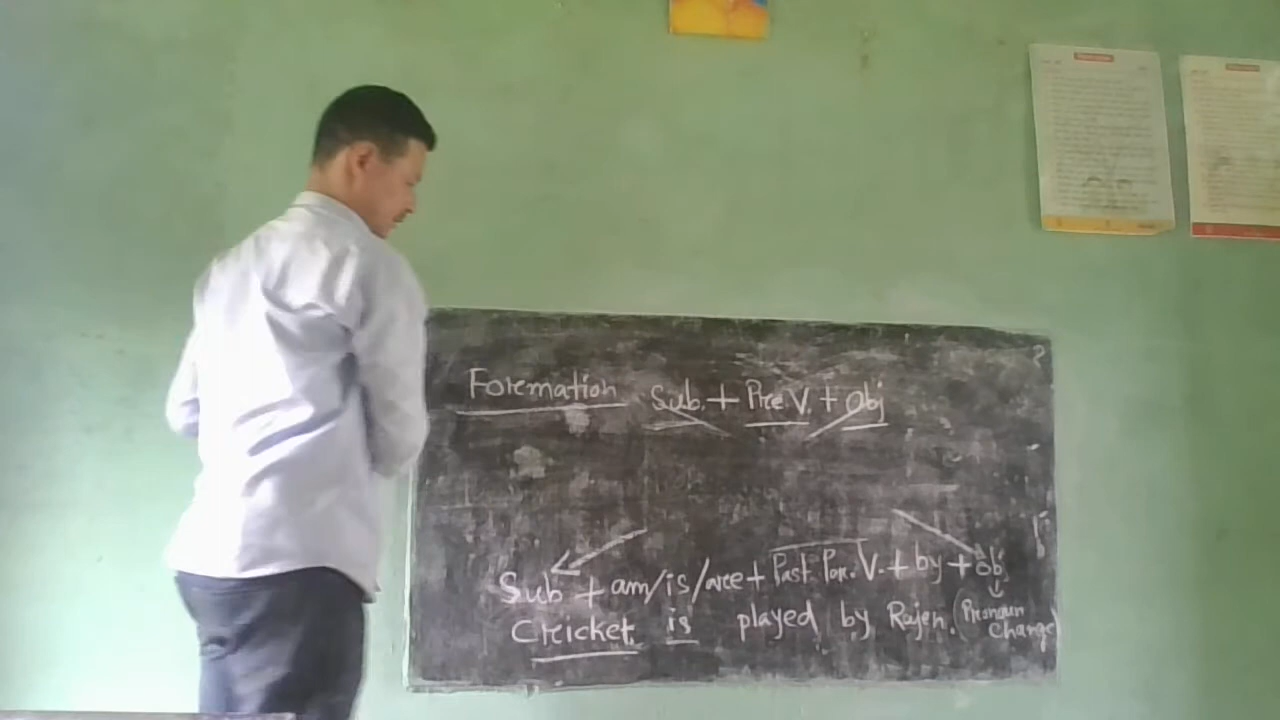 Formation Sub. + Pre V. + Obj
Sub + am/is/are + Past Par. V. + by + obj
Cricket is played by Rajen. (Pronoun
Change)